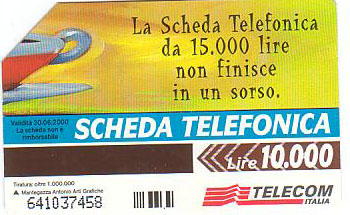 La Scheda Telefonica
da 15.000 lire
non finisce
in un sorso.
Validità 30.06.2000
La scheda non è
rimborsabile
SCHEDA TELEFONICA
Lire 10.000
Tiratura: oltre 1.000.000
Mantegazza Antonio Arti Grafiche
641037458
TELECOM
ITALIA